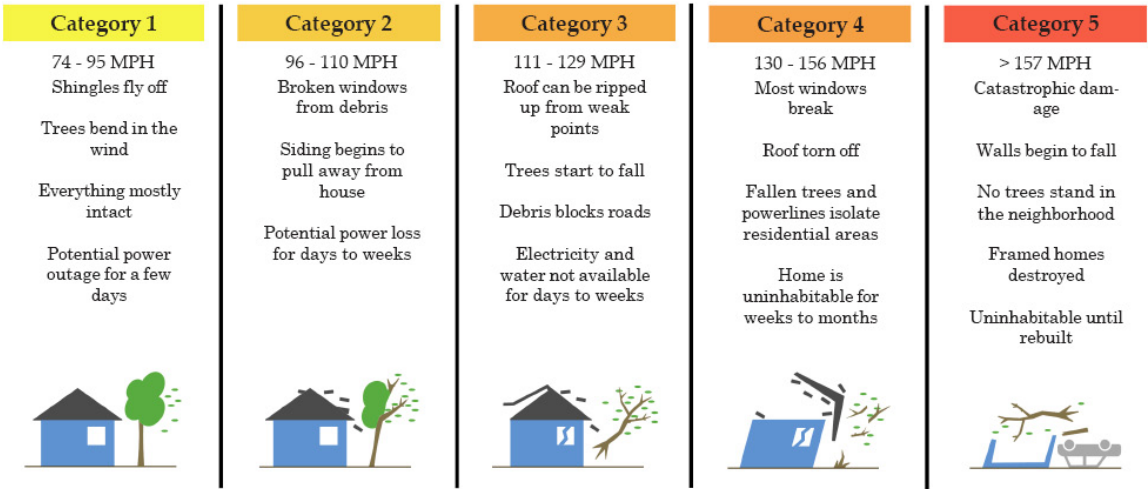 Category 1
74 - 95 MPH
Shingles fly off
Trees bend in the
wind
Everything mostly
intact
Potential power
outage for a few
days
Category 2
96 - 110 MPH
Broken windows
from debris
Siding begins to
pull away from
house
Potential power loss
for days to weeks
Category 3
111 - 129 MPH
Roof can be ripped
up from weak
points
Trees start to fall
Debris blocks roads
Electricity and
water not available
for days to weeks
Category 4
130 - 156 MPH
Most windows
break
Roof torn off
Fallen trees and
powerlines isolate
residential areas
Home is
uninhabitable for
weeks to months
Category 5
> 157 MPH
Catastrophic dam-
age
Walls begin to fall
No trees stand in
the neighborhood
Framed homes
destroyed
Uninhabitable until
rebuilt